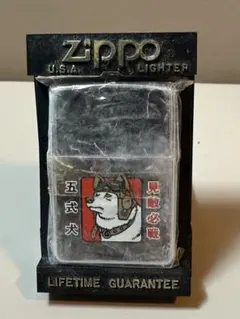 Zippo
U.S.A. LIGHTER
五式犬
見敵必戦
LIFETIME GUARANTEE